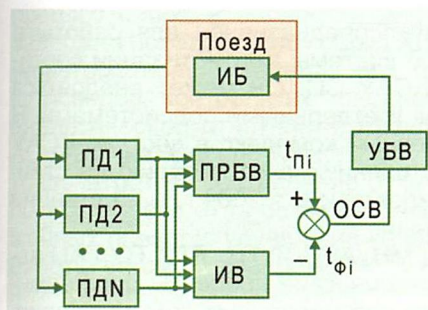 Поезд
ИБ
УБВ
ПД1
ПРБВ
tПi
+
ОСВ
ПД2
ИВ
–
tФi
• • •
ПДN